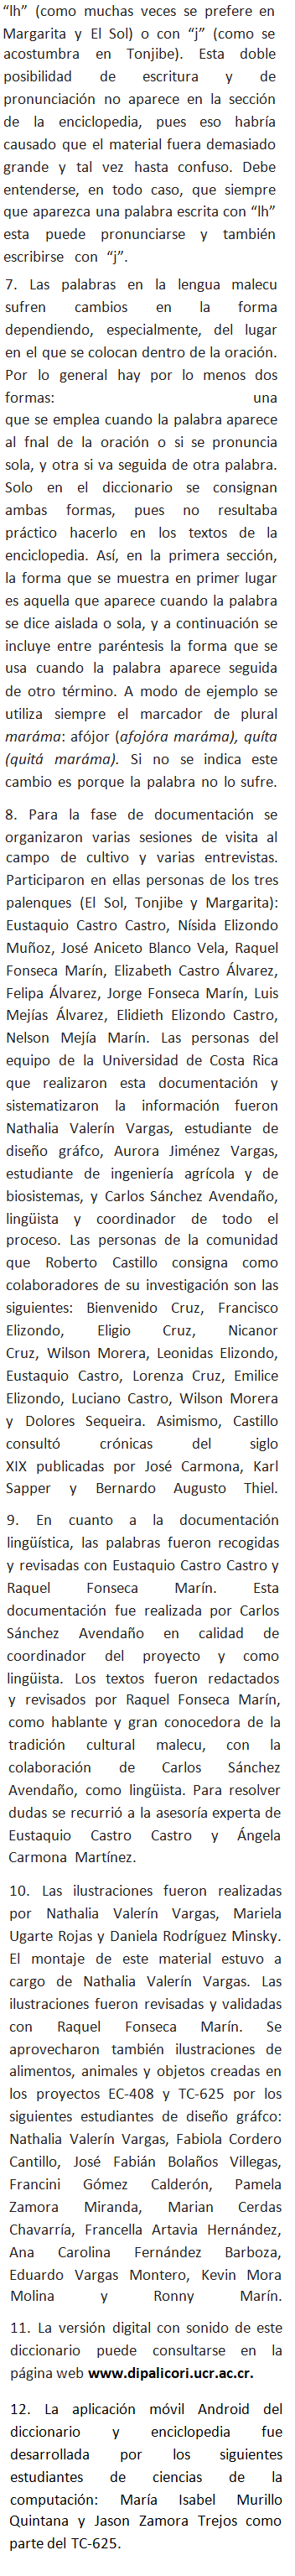 “lh” (como muchas veces se prefere en
Margarita y El Sol) o con “j” (como se
acostumbra en Tonjibe). Esta doble
posibilidad de escritura y de
pronunciación no aparece en la sección
de la enciclopedia, pues eso habría
causado que el material fuera demasiado
grande y tal vez hasta confuso. Debe
entenderse, en todo caso, que siempre
que aparezca una palabra escrita con “lh”
esta puede pronunciarse y también
escribirse con “j”.
7. Las palabras en la lengua malecu
sufren cambios en la forma
dependiendo, especialmente, del lugar
en el que se colocan dentro de la oración.
Por lo general hay por lo menos dos
formas: una
que se emplea cuando la palabra aparece
al fnal de la oración o si se pronuncia
sola, y otra si va seguida de otra palabra.
Solo en el diccionario se consignan
ambas formas, pues no resultaba
práctico hacerlo en los textos de la
enciclopedia. Así, en la primera sección,
la forma que se muestra en primer lugar
es aquella que aparece cuando la palabra
se dice aislada o sola, y a continuación se
incluye entre paréntesis la forma que se
usa cuando la palabra aparece seguida
de otro término. A modo de ejemplo se
utiliza siempre el marcador de plural
maráma: afójor (afojóra maráma), quíta
(quitá maráma). Si no se indica este
cambio es porque la palabra no lo sufre.
8. Para la fase de documentación se
organizaron varias sesiones de visita al
campo de cultivo y varias entrevistas.
Participaron en ellas personas de los tres
palenques (El Sol, Tonjibe y Margarita):
Eustaquio Castro Castro, Nísida Elizondo
Muñoz, José Aniceto Blanco Vela, Raquel
Fonseca Marín, Elizabeth Castro Álvarez,
Felipa Álvarez, Jorge Fonseca Marín, Luis
Mejías Álvarez, Elidieth Elizondo Castro,
Nelson Mejía Marín. Las personas del
equipo de la Universidad de Costa Rica
que realizaron esta documentación y
sistematizaron la información fueron
Nathalia Valerín Vargas, estudiante de
diseño gráfco, Aurora Jiménez Vargas,
estudiante de ingeniería agrícola y de
biosistemas, y Carlos Sánchez Avendaño,
lingüista y coordinador de todo el
proceso. Las personas de la comunidad
que Roberto Castillo consigna como
colaboradores de su investigación son las
siguientes: Bienvenido Cruz, Francisco
Elizondo, Eligio Cruz, Nicanor
Cruz, Wilson Morera, Leonidas Elizondo,
Eustaquio Castro, Lorenza Cruz, Emilice
Elizondo, Luciano Castro, Wilson Morera
y Dolores Sequeira. Asimismo, Castillo
consultó crónicas del siglo
XIX publicadas por José Carmona, Karl
Sapper y Bernardo Augusto Thiel.
9. En cuanto a la documentación
lingüística, las palabras fueron recogidas
y revisadas con Eustaquio Castro Castro y
Raquel Fonseca Marín. Esta
documentación fue realizada por Carlos
Sánchez Avendaño en calidad de
coordinador del proyecto y como
lingüista. Los textos fueron redactados
y revisados por Raquel Fonseca Marín,
como hablante y gran conocedora de la
tradición cultural malecu, con la
colaboración de Carlos Sánchez
Avendaño, como lingüista. Para resolver
dudas se recurrió a la asesoría experta de
Eustaquio Castro Castro y Ángela
Carmona Martínez.
10. Las ilustraciones fueron realizadas
por Nathalia Valerín Vargas, Mariela
Ugarte Rojas y Daniela Rodríguez Minsky.
El montaje de este material estuvo a
cargo de Nathalia Valerín Vargas. Las
ilustraciones fueron revisadas y validadas
con Raquel Fonseca Marín. Se
aprovecharon también ilustraciones de
alimentos, animales y objetos creadas en
los proyectos EC-408 y TC-625 por los
siguientes estudiantes de diseño gráfco:
Nathalia Valerín Vargas, Fabiola Cordero
Cantillo, José Fabián Bolaños Villegas,
Francini Gómez Calderón, Pamela
Zamora Miranda, Marian Cerdas
Chavarría, Francella Artavia Hernández,
Ana Carolina Fernández Barboza,
Eduardo Vargas Montero, Kevin Mora
Molina y Ronny Marín.
11. La versión digital con sonido de este
diccionario puede consultarse en la
página web www.dipalicori.ucr.ac.cr.
12. La aplicación móvil Android del
diccionario y enciclopedia fue
desarrollada por los siguientes
estudiantes de ciencias de la
computación: María Isabel Murillo
Quintana y Jason Zamora Trejos como
parte del TC-625.